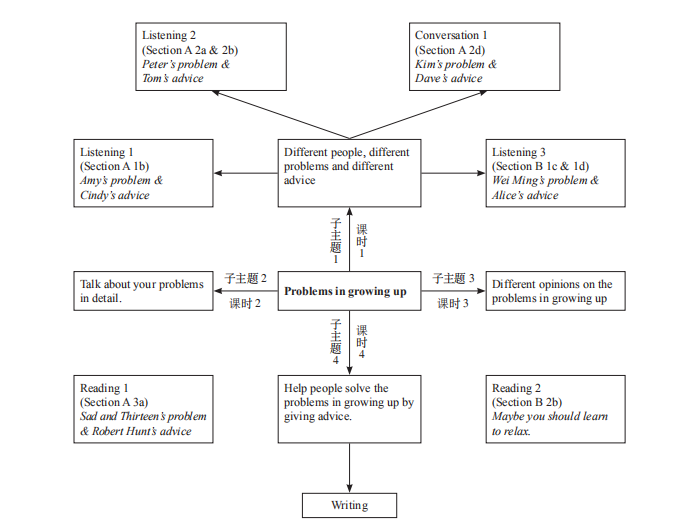 Listening 2
(Section A 2a & 2b)
Peter's problem &
Tom's advice
Conversation 1
(Section A 2d)
Kim's problem &
Dave's advice
Listening 1
(Section A 1b)
Amy's problem &
Cindy's advice
Different people, different
problems and different
advice
Listening 3
(Section B 1c & 1d)
Wei Ming's problem &
Alice's advice
子主题1
课时1
Talk about your problems
in detail.
子主题 2
课时 2
Problems in growing up
子主题 3
课时 3
Different opinions on the
problems in growing up
子主题4
课时4
Reading 1
(Section A 3a)
Sad and Thirteen's problem
& Robert Hunt's advice
Help people solve the
problems in growing up by
giving advice.
Reading 2
(Section B 2b)
Maybe you should learn
to relax.
Writing